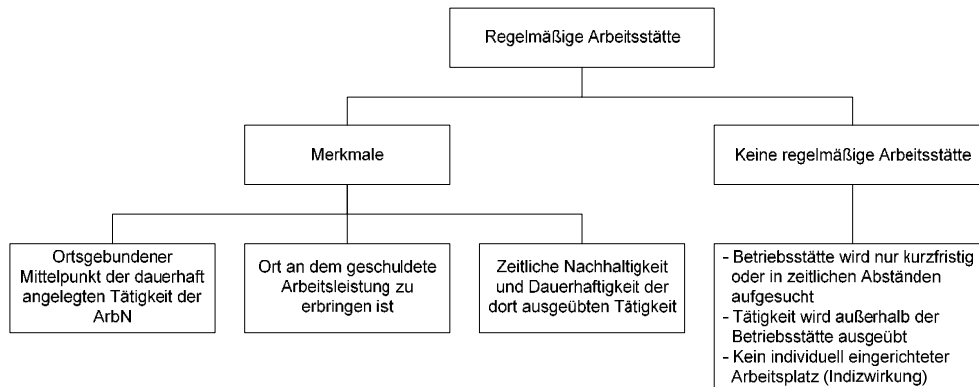 Regelmäßige Arbeitsstätte
Merkmale
Keine regelmäßige Arbeitsstätte
Ortsgebundener
Mittelpunkt der dauerhaft
angelegten Tätigkeit der
ArbN
Ort an dem geschuldete
Arbeitsleistung zu
erbringen ist
Zeitliche Nachhaltigkeit
und Dauerhaftigkeit der
dort ausgeübten Tätigkeit
- Betriebsstätte wird nur kurzfristig
oder in zeitlichen Abständen
aufgesucht
- Tätigkeit wird außerhalb der
Betriebsstätte ausgeübt
- Kein individuell eingerichteter
Arbeitsplatz (Indizwirkung)